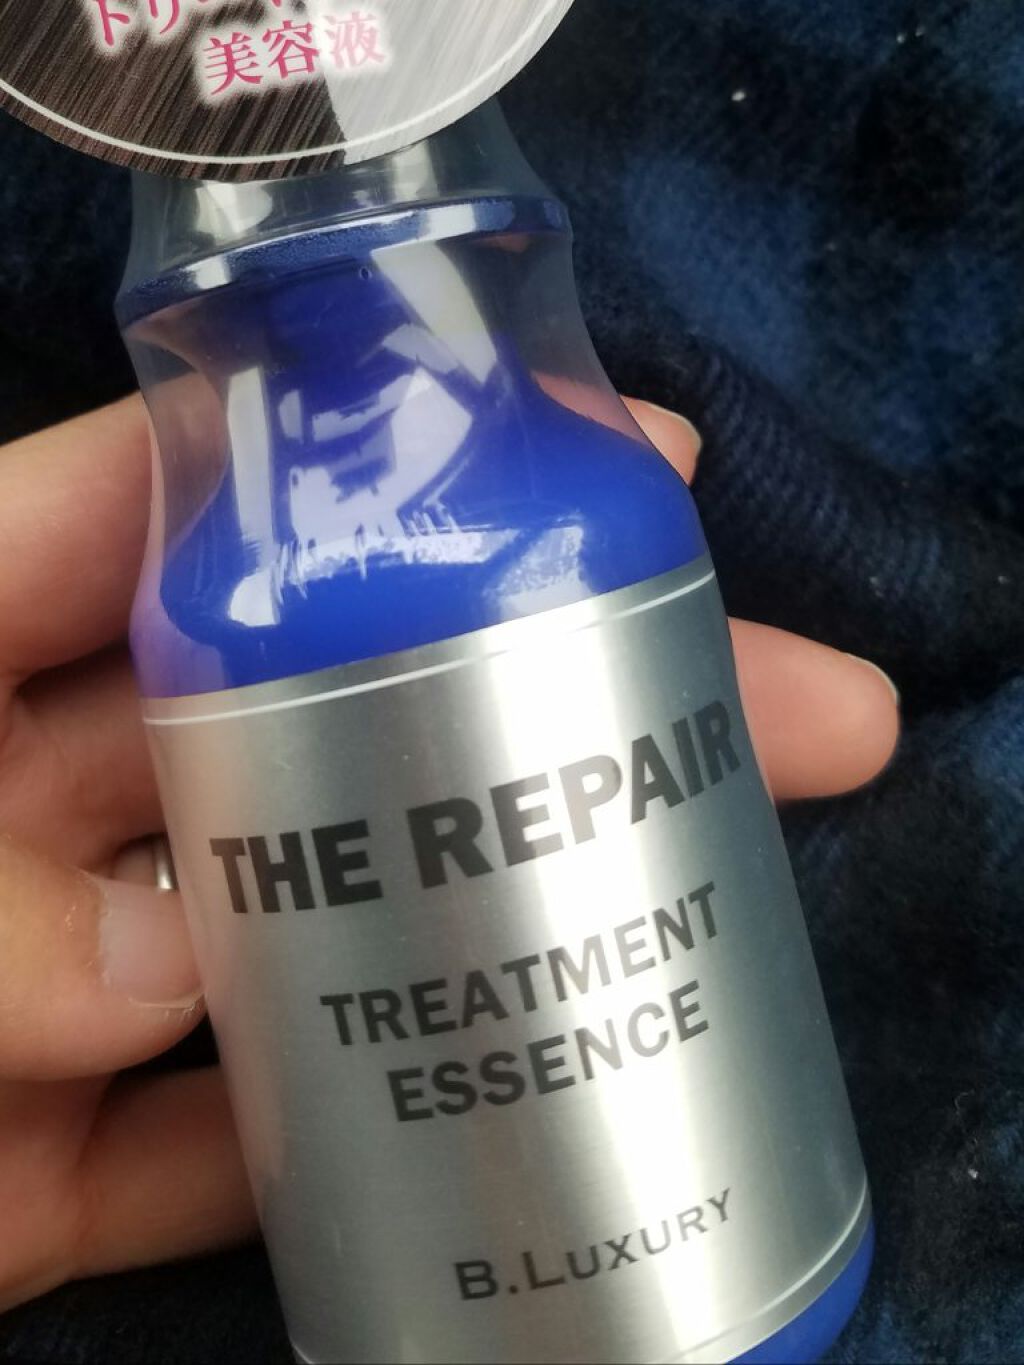 美容液
THE REPAIR
TREATMENT
ESSENCE
B.LUXURY